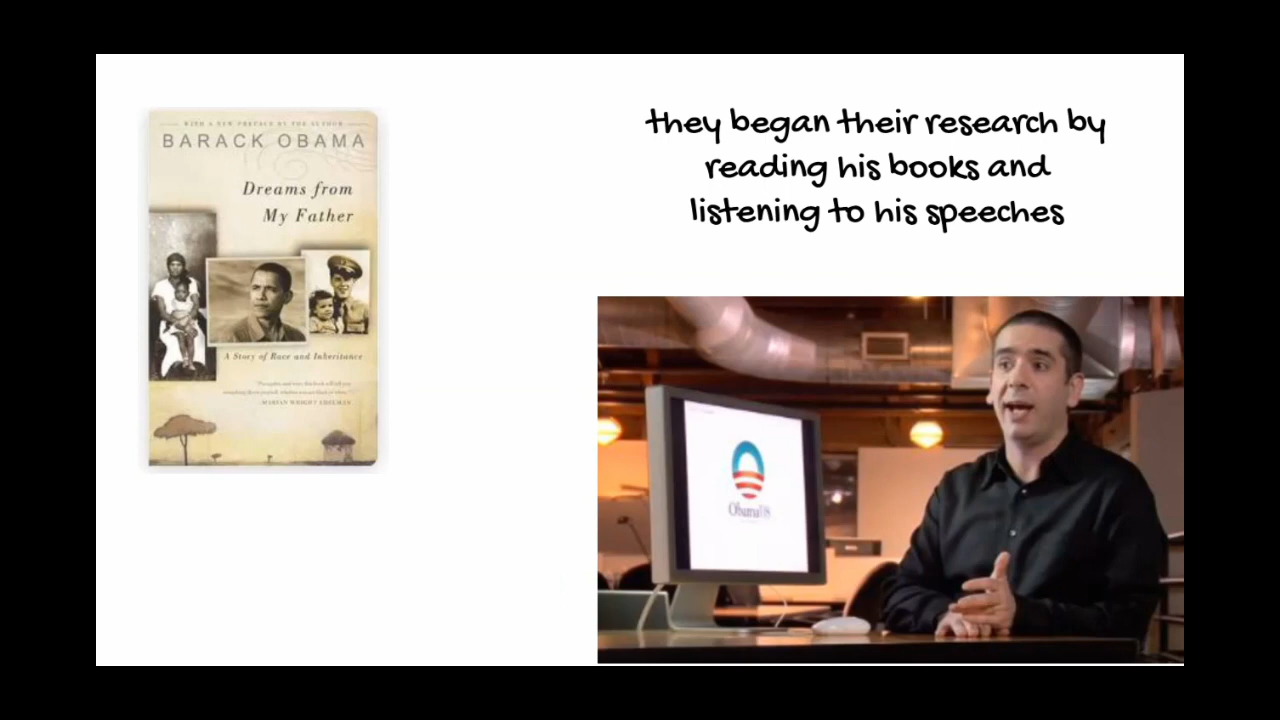 WITH A NEW PREFACE BY THE AUTHOR
BARACK OBAMA
Dreams from
My Father
A Story of Race and Inheritance
MARIAN WRIGHT EDELMAN
they began their research by
reading his books and
listening to his speeches
Obama'08